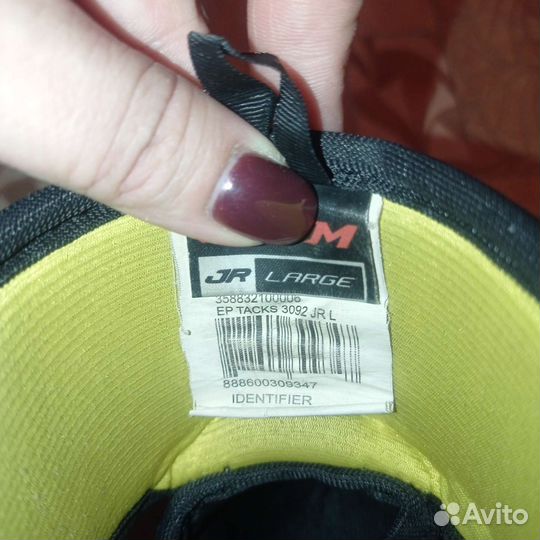 M
JR LARGE
358832100006
EP TACKS 3092 JR L
888600309347
IDENTIFIER
Avito